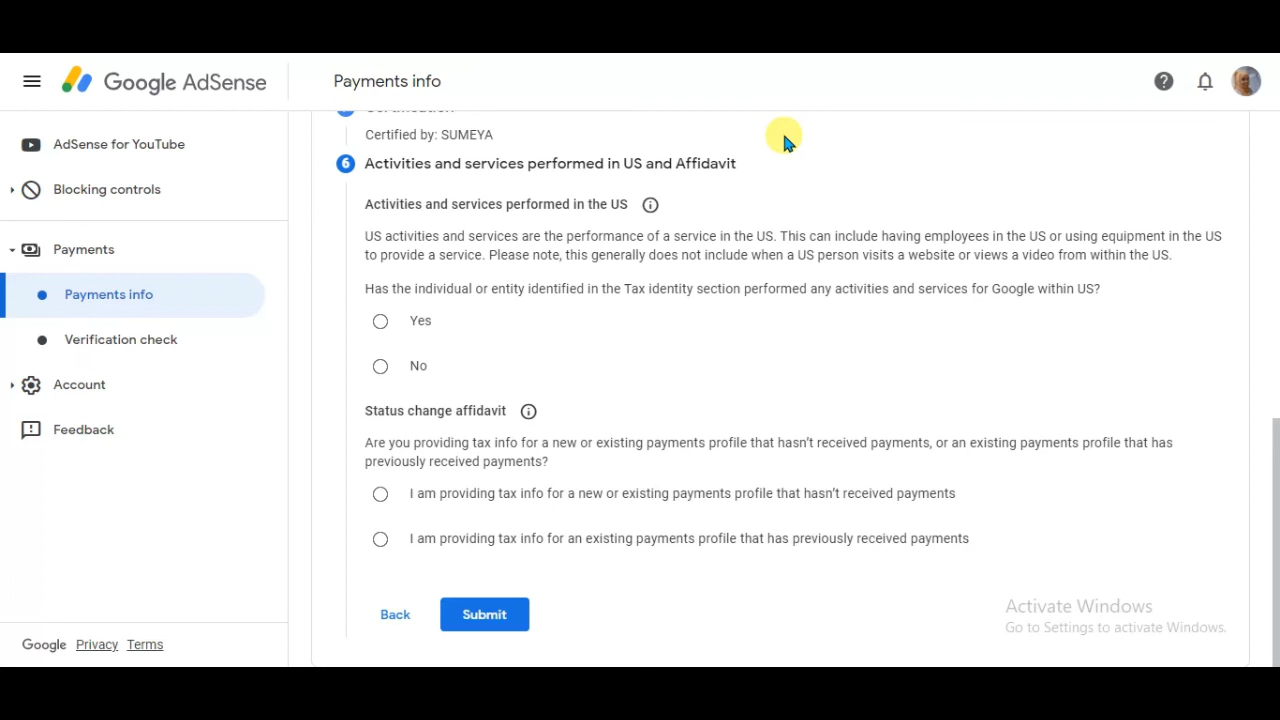 Google AdSense
Payments info
AdSense for YouTube
Blocking controls
Payments
Payments info
Verification check
Account
Feedback
Google Privacy Terms
Certified by: SUMEYA
6 Activities and services performed in US and Affidavit
Activities and services performed in the US
US activities and services are the performance of a service in the US. This can include having employees in the US or using equipment in the US
to provide a service. Please note, this generally does not include when a US person visits a website or views a video from within the US.
Has the individual or entity identified in the Tax identity section performed any activities and services for Google within US?
Yes
No
Status change affidavit
Are you providing tax info for a new or existing payments profile that hasn't received payments, or an existing payments profile that has
previously received payments?
I am providing tax info for a new or existing payments profile that hasn't received payments
I am providing tax info for an existing payments profile that has previously received payments
Back Submit
Activate Windows
Go to Settings to activate Windows.